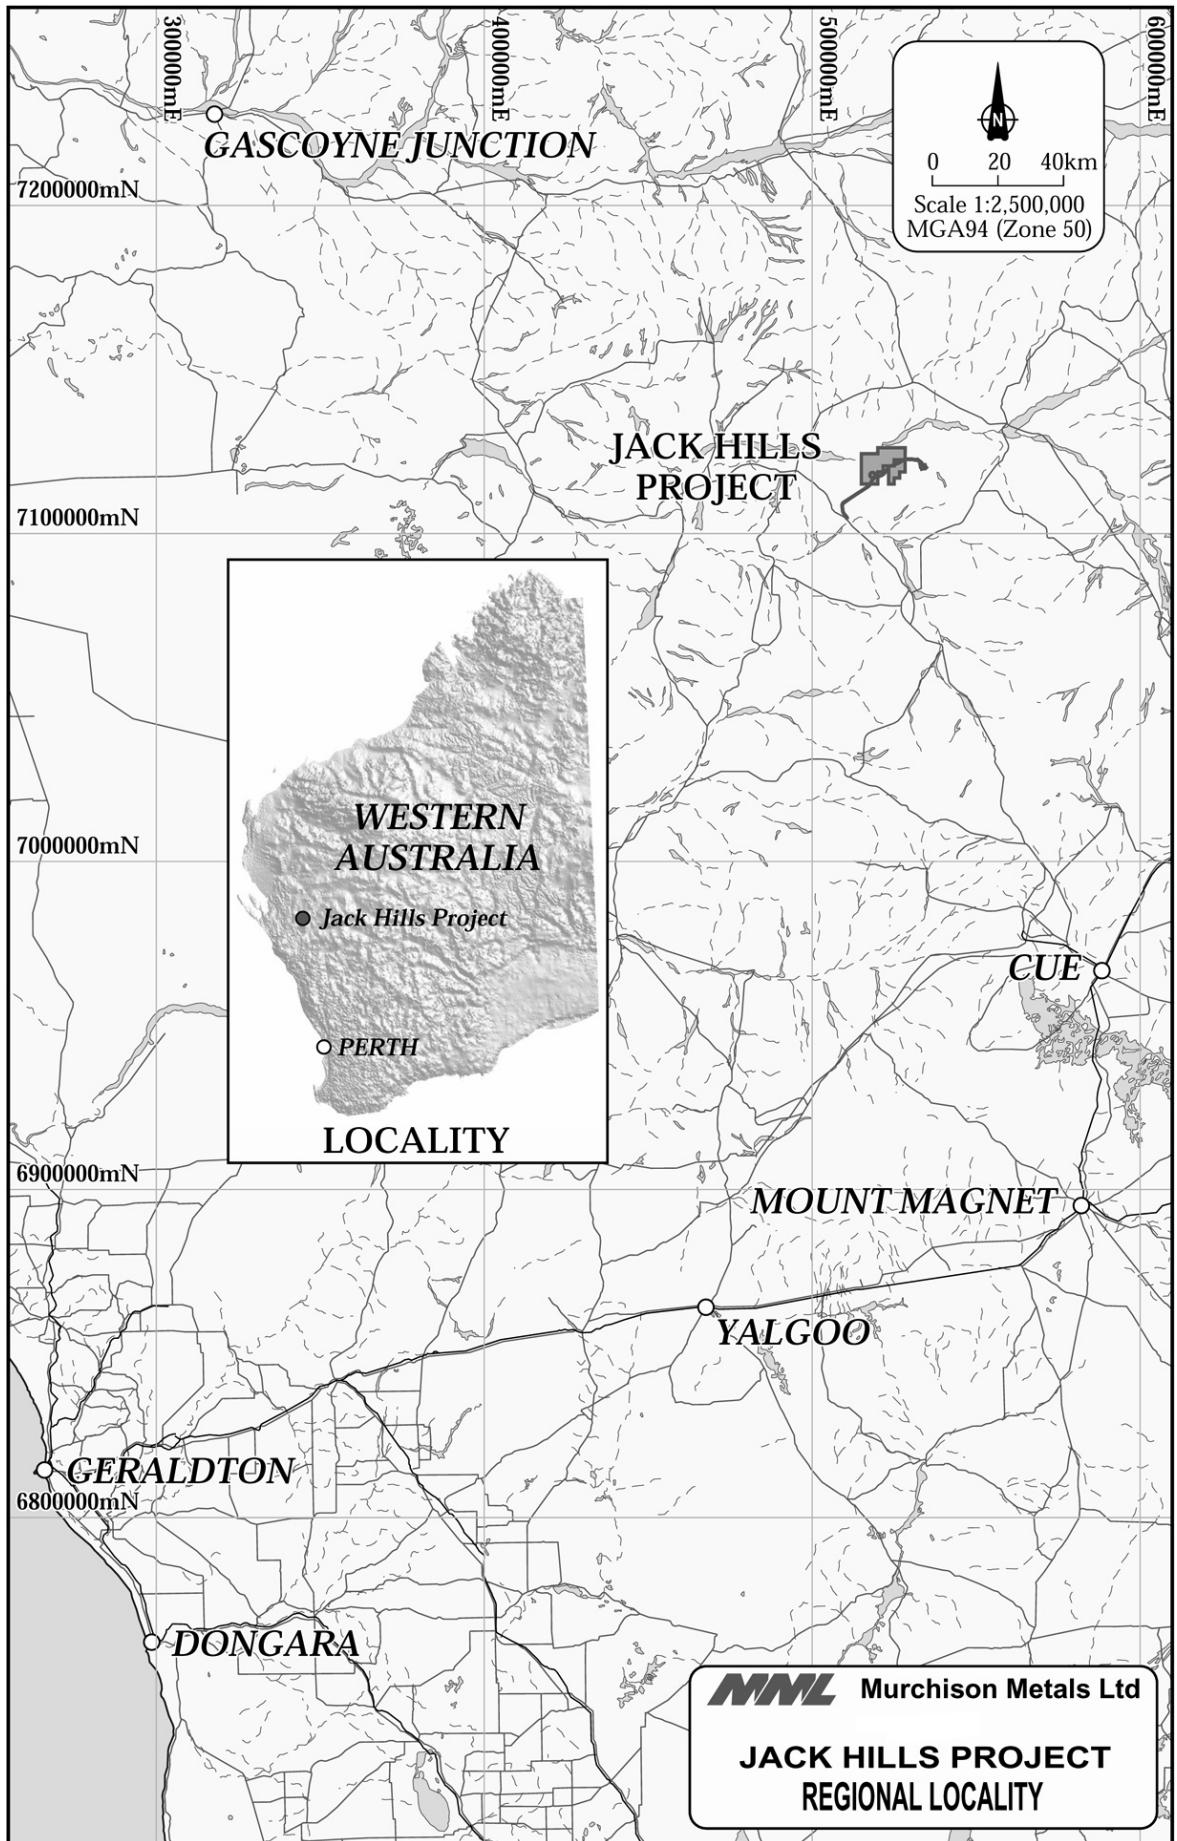 300000mE
400000mE
500000mE
600000mE
N
0 20 40km
Scale 1:2,500,000
MGA94 (Zone 50)
GASCOYNE JUNCTION
7200000mN
JACK HILLS
PROJECT
7100000mN
WESTERN
AUSTRALIA
Jack Hills Project
PERTH
LOCALITY
7000000mN
CUE
6900000mN
MOUNT MAGNET
YALGOO
GERALDTON
6800000mN
DONGARA
MML Murchison Metals Ltd
JACK HILLS PROJECT
REGIONAL LOCALITY